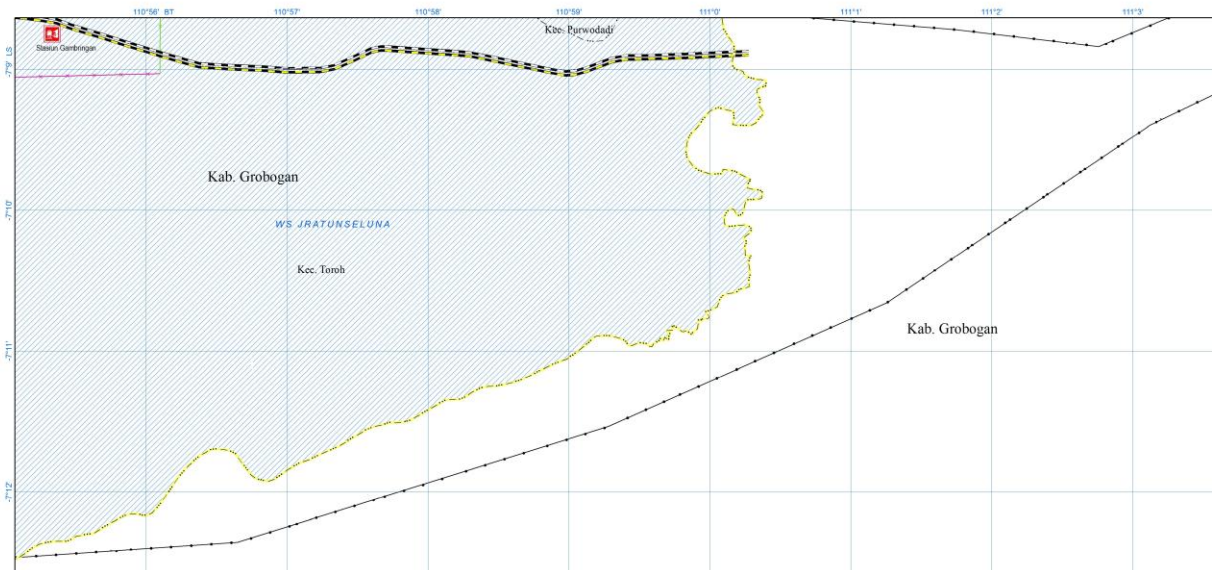 110°56' BT
110°57'
110°58'
110°59'
111°0'
111°1'
111°2'
111°3'
Kec. Purwodadi
Stasiun Gambringan
-7°9' LS
Kab. Grobogan
-7°10'
WS JRATUNSELUNA
Kec. Toroh
Kab. Grobogan
-7°11'
-7°12'